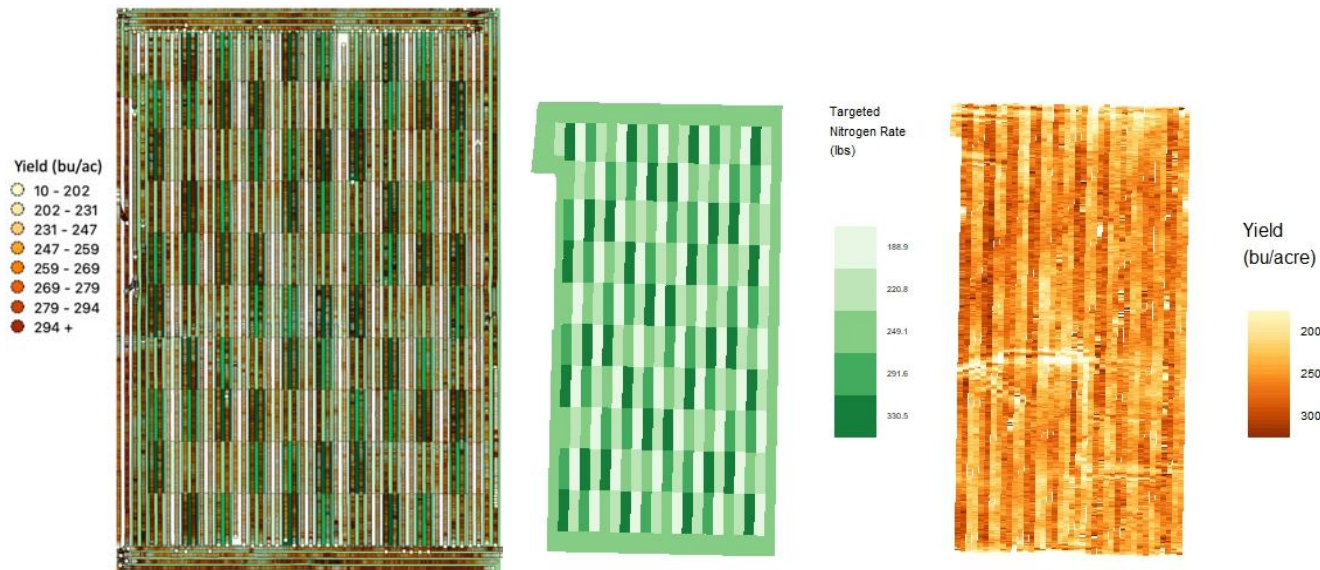 Yield (bu/ac)
10 - 202
202 - 231
231 - 247
247 - 259
259 - 269
269 - 279
279 - 294
294 +
Targeted
Nitrogen Rate
(lbs)
188.9
220.8
249.1
291.6
330.5
Yield
(bu/acre)
200
250
300